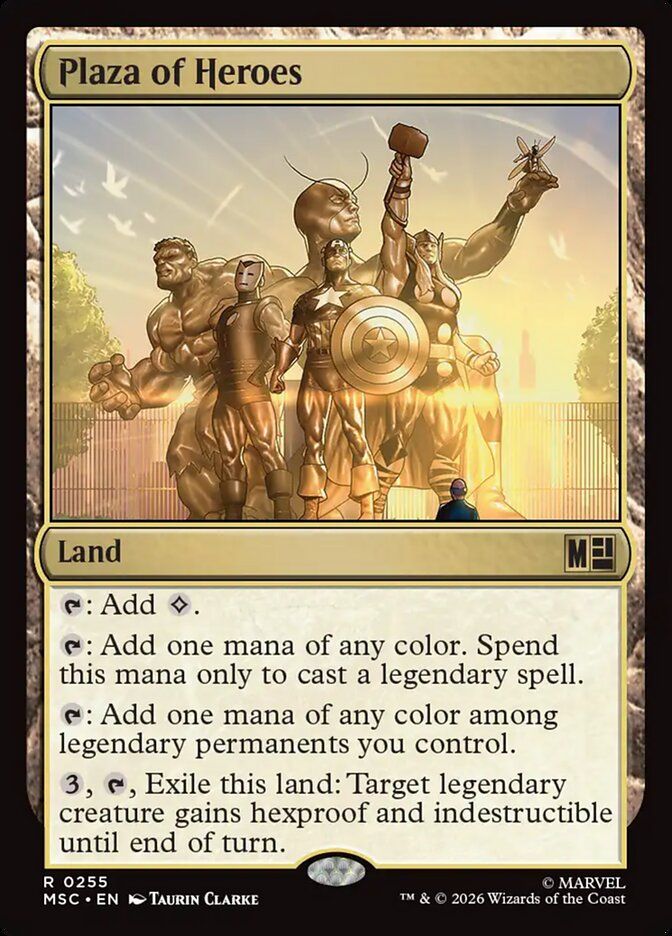 Plaza of Heroes
Land
: Add .
: Add one mana of any color. Spend
this mana only to cast a legendary spell.
: Add one mana of any color among
legendary permanents you control.
3, , Exile this land: Target legendary
creature gains hexproof and indestructible
until end of turn.
R 0255
MSC • EN TAURIN CLARKE
© MARVEL
™ & © 2026 Wizards of the Coast